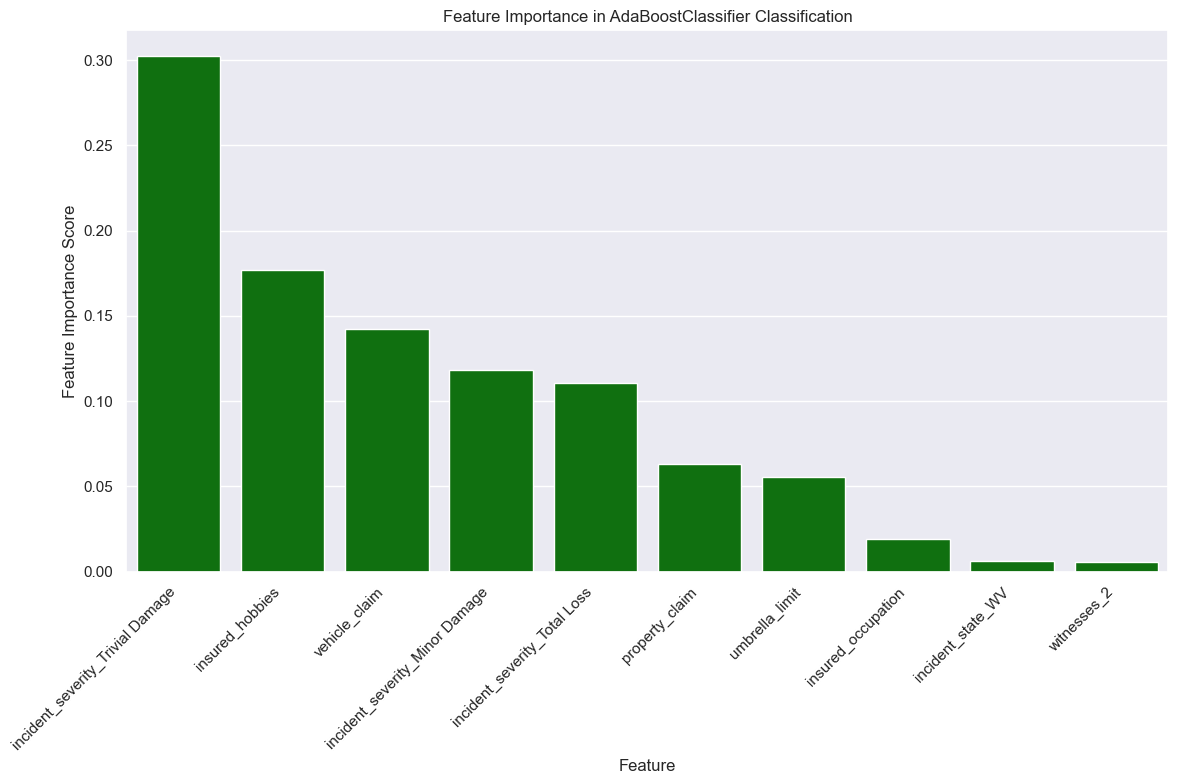 Feature Importance in AdaBoostClassifier Classification
Feature Importance Score
0.30
0.25
0.20
0.15
0.10
0.05
0.00
incident_severity_Trivial Damage
insured_hobbies
vehicle_claim
incident_severity_Minor Damage
incident_severity_Total Loss
property_claim
umbrella_limit
insured_occupation
incident_state_WV
witnesses_2
Feature